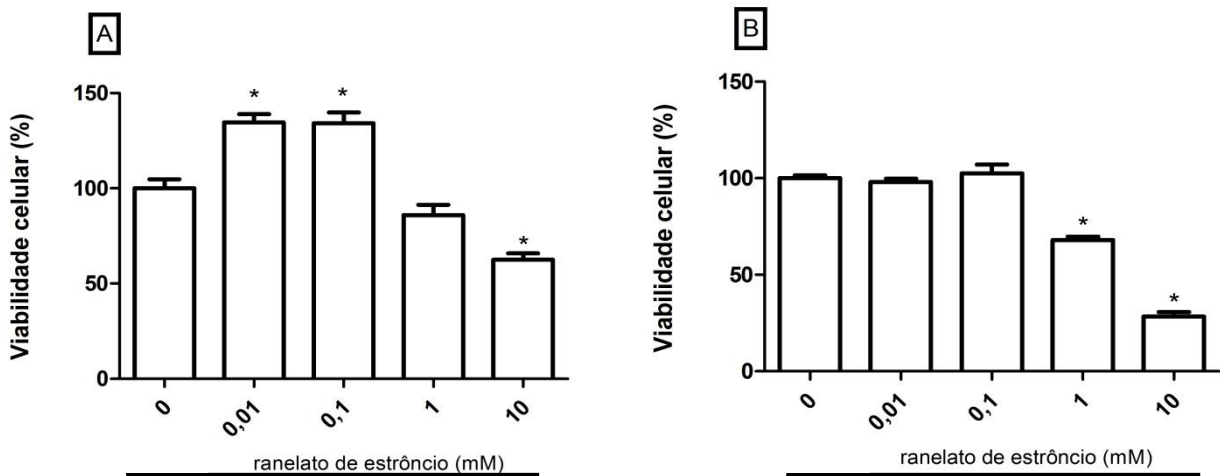 A
Viabilidade celular (%)
150
100
50
0
* * *
0 0,01 0,1 1 10
ranelato de estrôncio (mM)
B
Viabilidade celular (%)
150
100
50
0
* *
0 0,01 0,1 1 10
ranelato de estrôncio (mM)